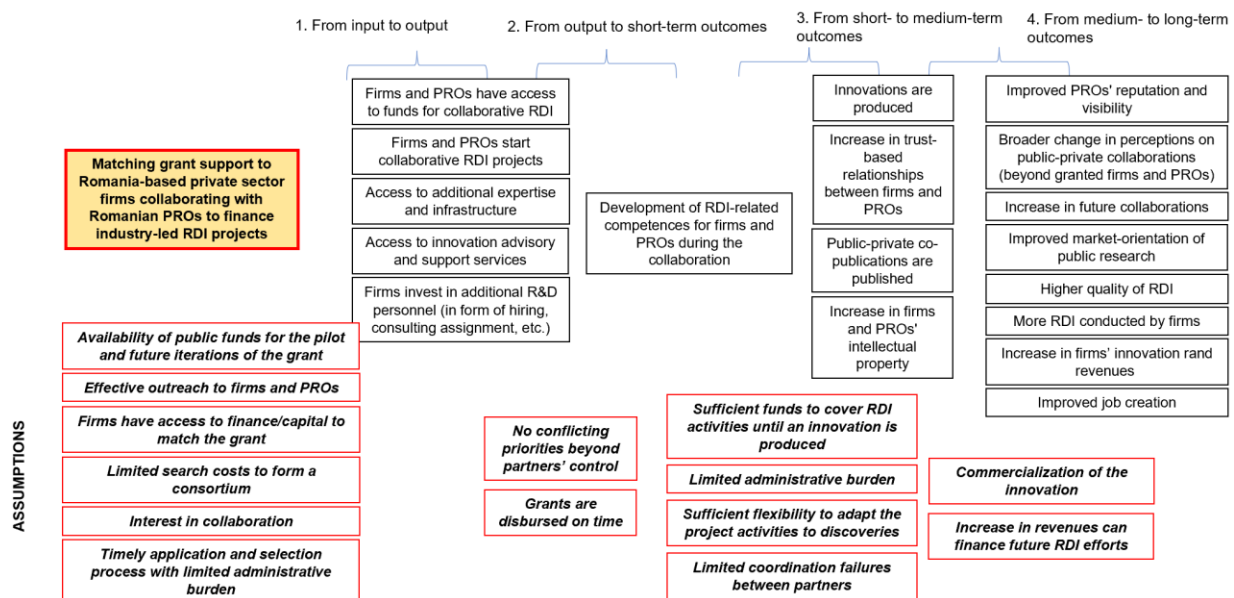 1. From input to output
2. From output to short-term outcomes
3. From short- to medium-term
outcomes
4. From medium- to long-term
outcomes
Matching grant support to
Romania-based private sector
firms collaborating with
Romanian PROs to finance
industry-led RDI projects
Firms and PROs have access
to funds for collaborative RDI
Firms and PROs start
collaborative RDI projects
Access to additional expertise
and infrastructure
Access to innovation advisory
and support services
Firms invest in additional R&D
personnel (in form of hiring,
consulting assignment, etc.)
Development of RDI-related
competences for firms and
PROs during the
collaboration
Innovations are
produced
Increase in trust-
based
relationships
between firms and
PROs
Public-private co-
publications are
published
Increase in firms
and PROs'
intellectual
property
Improved PROs' reputation and
visibility
Broader change in perceptions on
public-private collaborations
(beyond granted firms and PROs)
Increase in future collaborations
Improved market-orientation of
public research
Higher quality of RDI
More RDI conducted by firms
Increase in firms' innovation rand
revenues
Improved job creation
ASSUMPTIONS
Availability of public funds for the pilot
and future iterations of the grant
Effective outreach to firms and PROs
Firms have access to finance/capital to
match the grant
Limited search costs to form a
consortium
Interest in collaboration
Timely application and selection
process with limited administrative
burden
No conflicting
priorities beyond
partners' control
Grants are
disbursed on time
Sufficient funds to cover RDI
activities until an innovation is
produced
Limited administrative burden
Sufficient flexibility to adapt the
project activities to discoveries
Limited coordination failures
between partners
Commercialization of the
innovation
Increase in revenues can
finance future RDI efforts